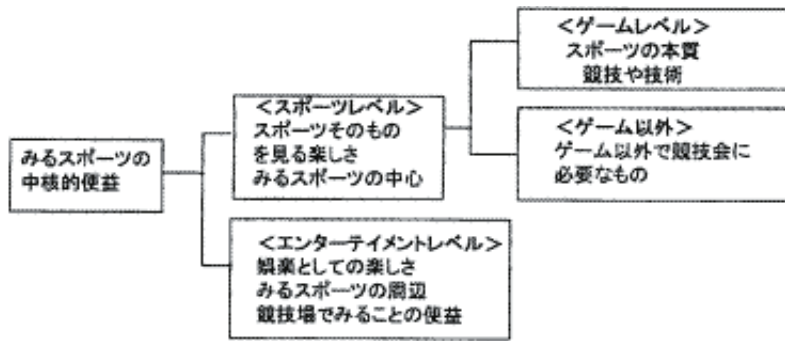 みるスポーツの
中核的便益
＜スポーツレベル＞
スポーツそのもの
を見る楽しさ
みるスポーツの中心
＜エンターテイメントレベル＞
娯楽としての楽しさ
みるスポーツの周辺
競技場でみることの便益
＜ゲームレベル＞
スポーツの本質
競技や技術
＜ゲーム以外＞
ゲーム以外で競技会に
必要なもの